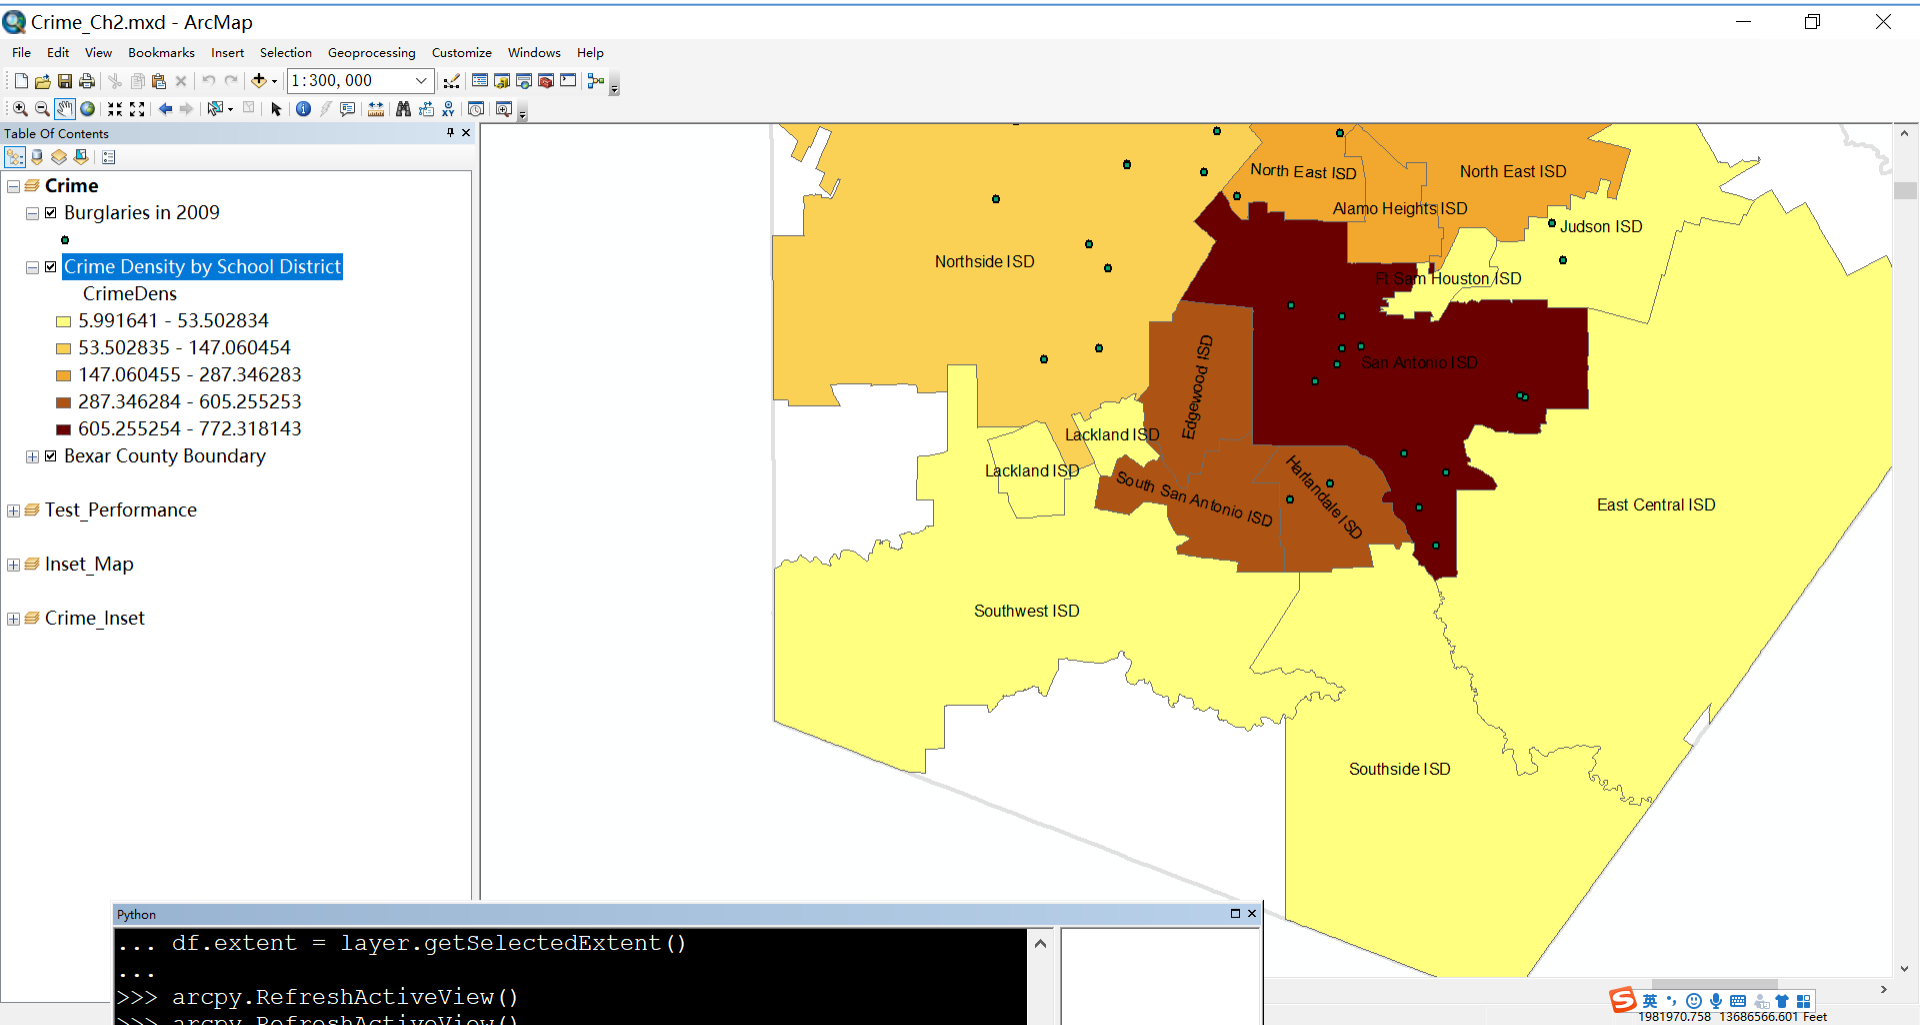 Crime_Ch2.mxd - ArcMap
File Edit View Bookmarks Insert Selection Geoprocessing Customize Windows Help
1:300,000
XY
Table Of Contents
Crime
Burglaries in 2009
Crime Density by School District
CrimeDens
5.991641 - 53.502834
53.502835 - 147.060454
147.060455 - 287.346283
287.346284 - 605.255253
605.255254 - 772.318143
Bexar County Boundary
Test_Performance
Inset_Map
Crime_Inset
North East ISD
North East ISD
Alamo Heights ISD
Judson ISD
Northside ISD
Ft Sam Houston ISD
Edgewood ISD
San Antonio ISD
Lackland ISD
Lackland ISD
South San Antonio ISD
Harlandale ISD
East Central ISD
Southwest ISD
Southside ISD
Python
... df.extent = layer.getSelectedExtent()
...
>>> arcpy.RefreshActiveView()
>>> arcpy.RefreshActiveView()
S 英
1981970.758 13686566.601 Feet